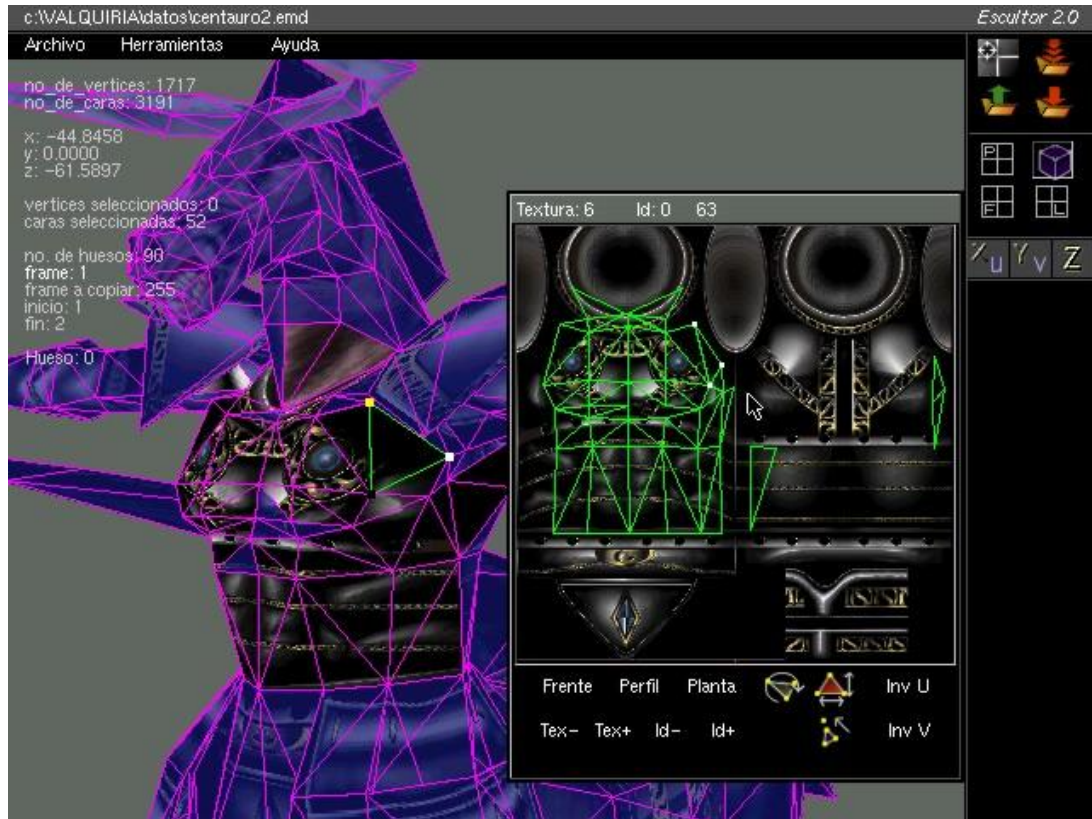 c:\VALQUIRIA\datos\centauro2.emd
Escultor 2.0
Archivo Herramientas Ayuda
no_de_vertices: 1717
no_de_caras: 3191
x: -44.8458
y: 0.0000
z: -61.5897
vertices seleccionados: 0
caras seleccionadas: 52
no. de huesos: 90
frame: 1
frame a copiar: 255
inicio: 1
fin: 2
Hueso: 0
P
F L
X U Y V Z
Textura: 6 Id: 0 63
Frente Perfil Planta Inv U
Tex- Tex+ Id- Id+ Inv V